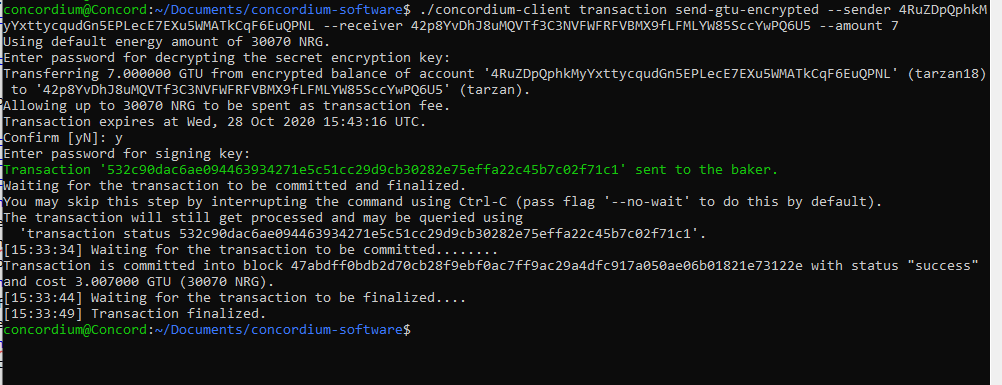 concordium@Concord:~/Documents/concordium-software$ ./concordium-client transaction send-gtu-encrypted --sender 4RuZDpQphkM
yYxttycqudGn5EPLecE7EXu5WMATkCqF6EuQPNL --receiver 42p8YvDhJ8uMQVTf3C3NVFWFRFVBMX9fLFMLYW85SccYwPQ6U5 --amount 7
Using default energy amount of 30070 NRG.
Enter password for decrypting the secret encryption key:
Transferring 7.000000 GTU from encrypted balance of account '4RuZDpQphkMyYxttycqudGn5EPLecE7EXu5WMATkCqF6EuQPNL' (tarzan18)
 to '42p8YvDhJ8uMQVTf3C3NVFWFRFVBMX9fLFMLYW85SccYwPQ6U5' (tarzan).
Allowing up to 30070 NRG to be spent as transaction fee.
Transaction expires at Wed, 28 Oct 2020 15:43:16 UTC.
Confirm [yN]: y
Enter password for signing key:
Transaction '532c90dac6ae094463934271e5c51cc29d9cb30282e75effa22c45b7c02f71c1' sent to the baker.
Waiting for the transaction to be committed and finalized.
You may skip this step by interrupting the command using Ctrl-C (pass flag '--no-wait' to do this by default).
The transaction will still get processed and may be queried using
  'transaction status 532c90dac6ae094463934271e5c51cc29d9cb30282e75effa22c45b7c02f71c1'.
[15:33:34] Waiting for the transaction to be committed........
Transaction is committed into block 47abdff0bdb2d70cb28f9ebf0ac7ff9ac29a4dfc917a050ae06b01821e73122e with status "success"
and cost 3.007000 GTU (30070 NRG).
[15:33:44] Waiting for the transaction to be finalized....
[15:33:49] Transaction finalized.
concordium@Concord:~/Documents/concordium-software$